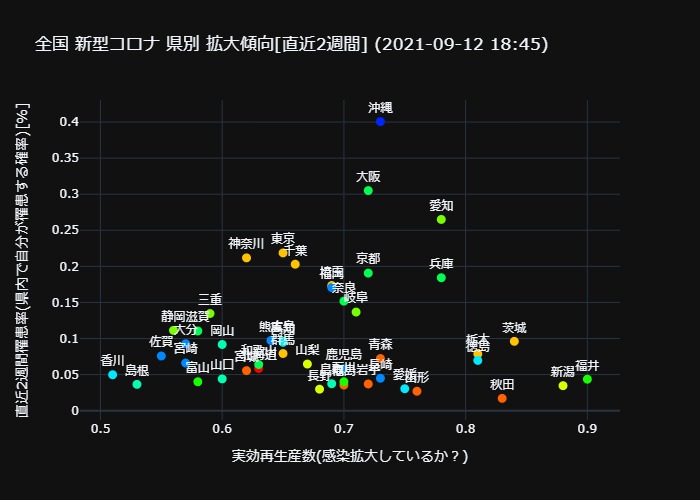 全国 新型コロナ 県別 拡大傾向[直近2週間] (2021-09-12 18:45)
直近2週間罹患率(県内で自分が罹患する確率)[%]
0.4
0.35
0.3
0.25
0.2
0.15
0.1
0.05
0
沖縄
大阪
愛知
東京
神奈川
千葉
京都
兵庫
奈良
岐阜
三重
静岡
滋賀
大分
岡山
熊本
佐賀
宮崎
群馬
山梨
鹿児島
青森
栃木
徳島
茨城
香川
島根
富山
山口
和歌山
宮城
長野
岩手
長崎
愛媛
山形
秋田
新潟
福井
0.5
0.6
0.7
0.8
0.9
実効再生産数(感染拡大しているか？)